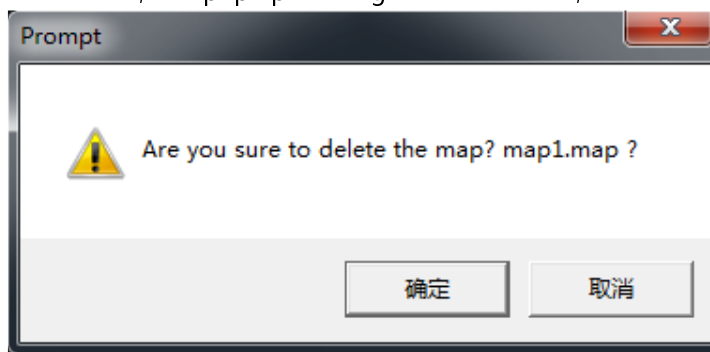 Prompt
Are you sure to delete the map? map1.map ?
确定
取消